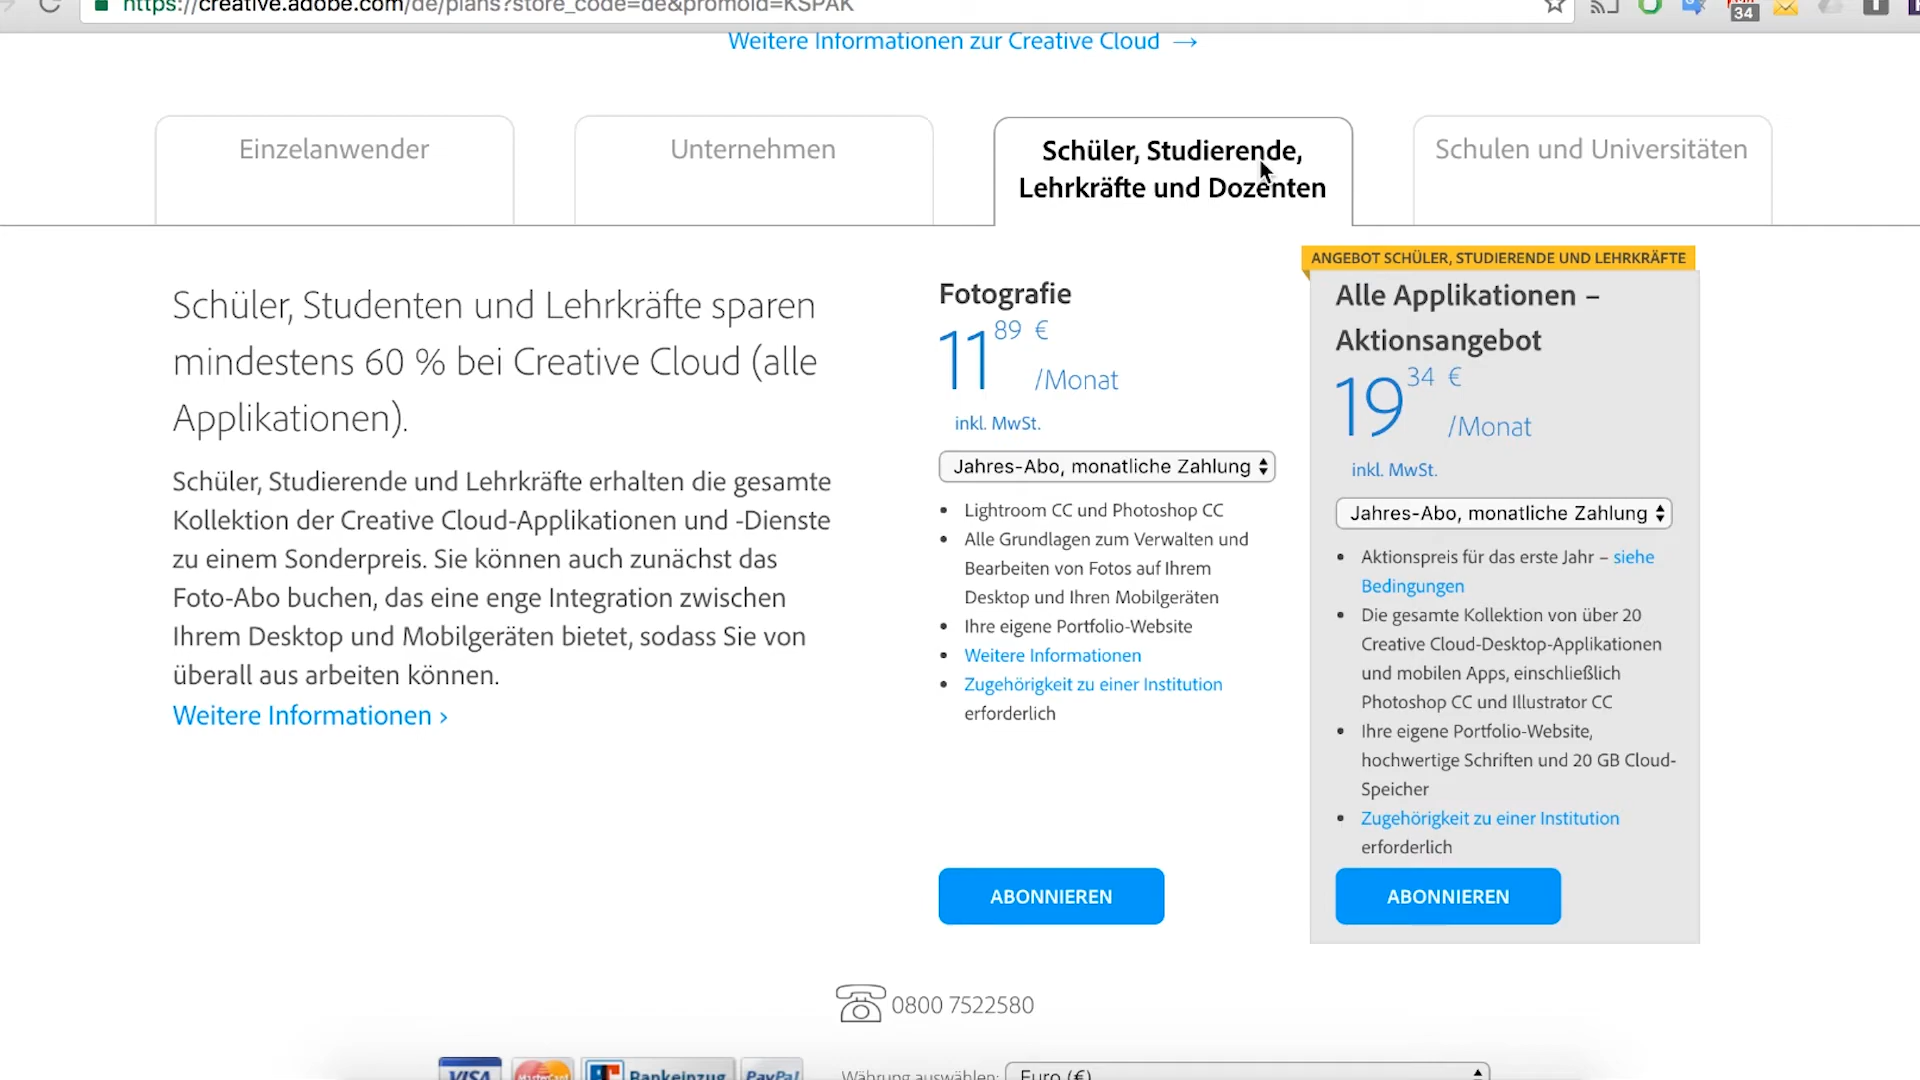 https://creative.adobe.com/de/plans?store_code=de&promoid=KSPAK
34
Weitere Informationen zur Creative Cloud →
Einzelanwender
Unternehmen
Schüler, Studierende,
Lehrkräfte und Dozenten
Schulen und Universitäten
Schüler, Studenten und Lehrkräfte sparen
mindestens 60 % bei Creative Cloud (alle
Applikationen).
Schüler, Studierende und Lehrkräfte erhalten die gesamte
Kollektion der Creative Cloud-Applikationen und -Dienste
zu einem Sonderpreis. Sie können auch zunächst das
Foto-Abo buchen, das eine enge Integration zwischen
Ihrem Desktop und Mobilgeräten bietet, sodass Sie von
überall aus arbeiten können.
Weitere Informationen ›
Fotografie
11 89 €
/Monat
inkl. MwSt.
Jahres-Abo, monatliche Zahlung
• Lightroom CC und Photoshop CC
• Alle Grundlagen zum Verwalten und
Bearbeiten von Fotos auf Ihrem
Desktop und Ihren Mobilgeräten
• Ihre eigene Portfolio-Website
• Weitere Informationen
• Zugehörigkeit zu einer Institution
erforderlich
ABONNIEREN
ANGEBOT SCHÜLER, STUDIERENDE UND LEHRKRÄFTE
Alle Applikationen –
Aktionsangebot
19 34 €
/Monat
inkl. MwSt.
Jahres-Abo, monatliche Zahlung
• Aktionspreis für das erste Jahr – siehe
Bedingungen
• Die gesamte Kollektion von über 20
Creative Cloud-Desktop-Applikationen
und mobilen Apps, einschließlich
Photoshop CC und Illustrator CC
• Ihre eigene Portfolio-Website,
hochwertige Schriften und 20 GB Cloud-
Speicher
• Zugehörigkeit zu einer Institution
erforderlich
ABONNIEREN
0800 7522580
VISA
MasterCard
Bankeinzug
PayPal
Währung auswählen:
Euro (€)